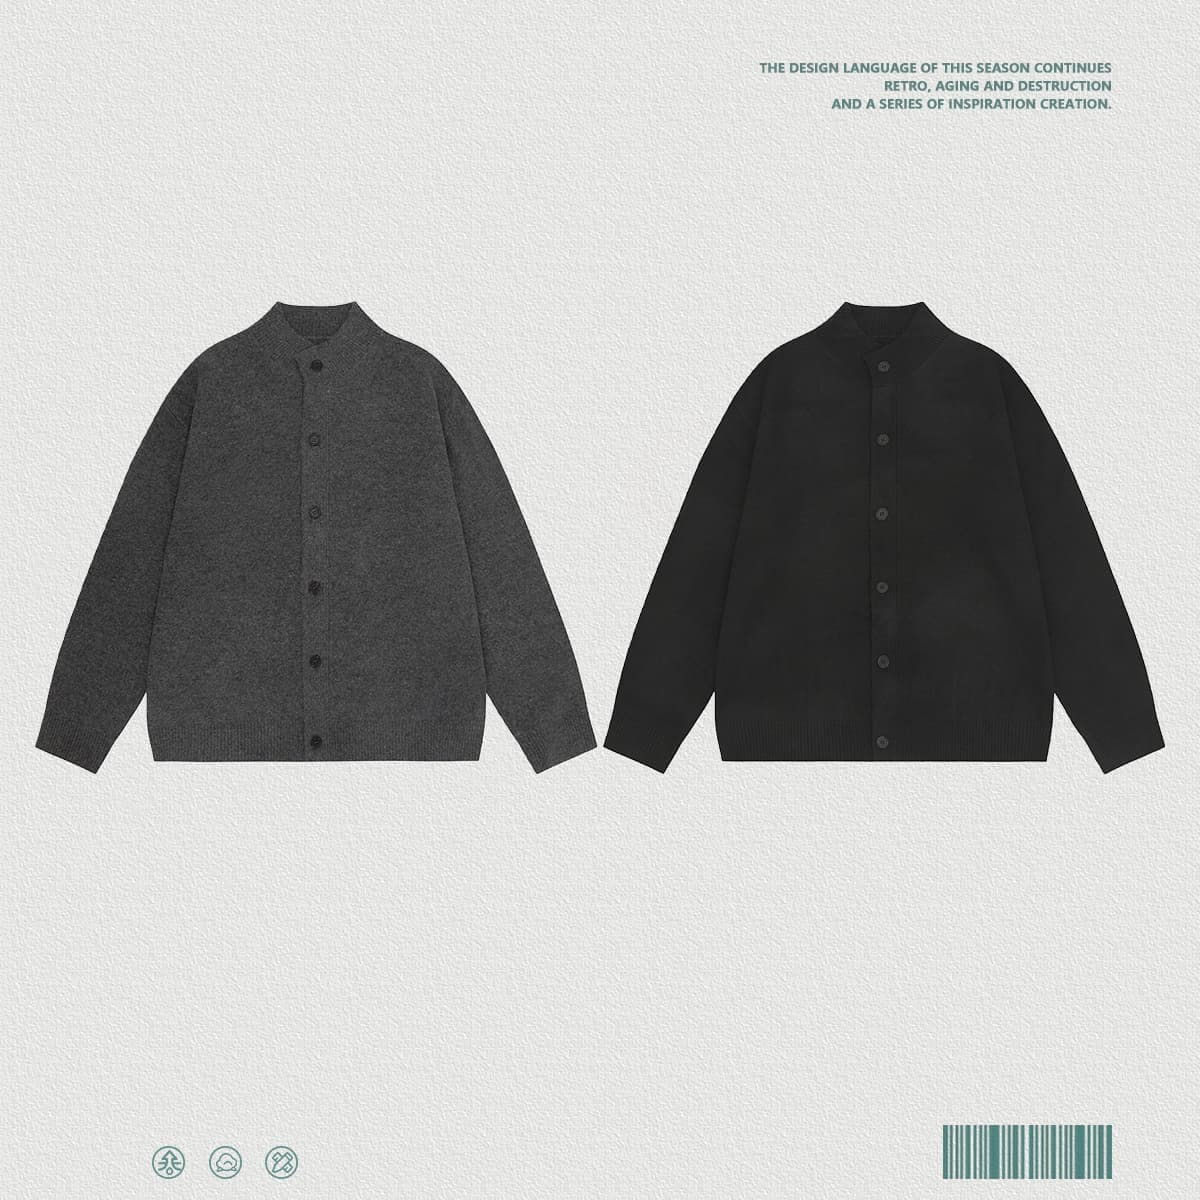 THE DESIGN LANGUAGE OF THIS SEASON CONTINUES
RETRO, AGING AND DESTRUCTION
AND A SERIES OF INSPIRATION CREATION.